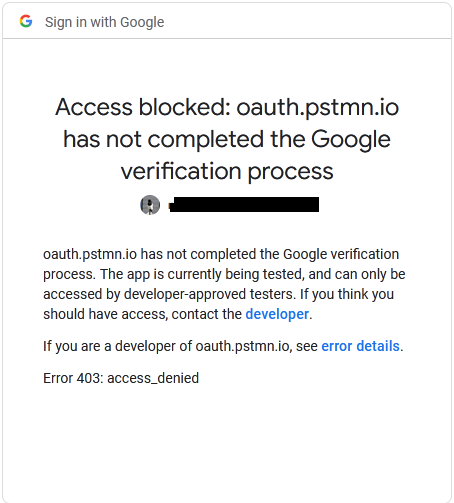 Sign in with Google
Access blocked: oauth.pstmn.io
has not completed the Google
verification process
oauth.pstmn.io has not completed the Google verification
process. The app is currently being tested, and can only be
accessed by developer-approved testers. If you think you
should have access, contact the developer.
If you are a developer of oauth.pstmn.io, see error details.
Error 403: access_denied